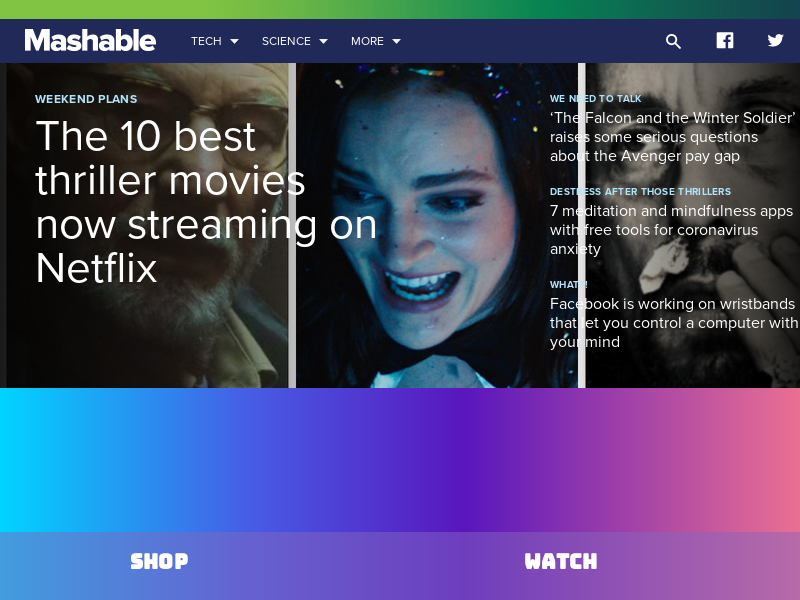 Mashable
TECH
SCIENCE
MORE
WEEKEND PLANS
The 10 best
thriller movies
now streaming on
Netflix
WE NEED TO TALK
‘The Falcon and the Winter Soldier’
raises some serious questions
about the Avenger pay gap
DESTRESS AFTER THOSE THRILLERS
7 meditation and mindfulness apps
with free tools for coronavirus
anxiety
WHAT?!
Facebook is working on wristbands
that let you control a computer with
your mind
SHOP
WATCH